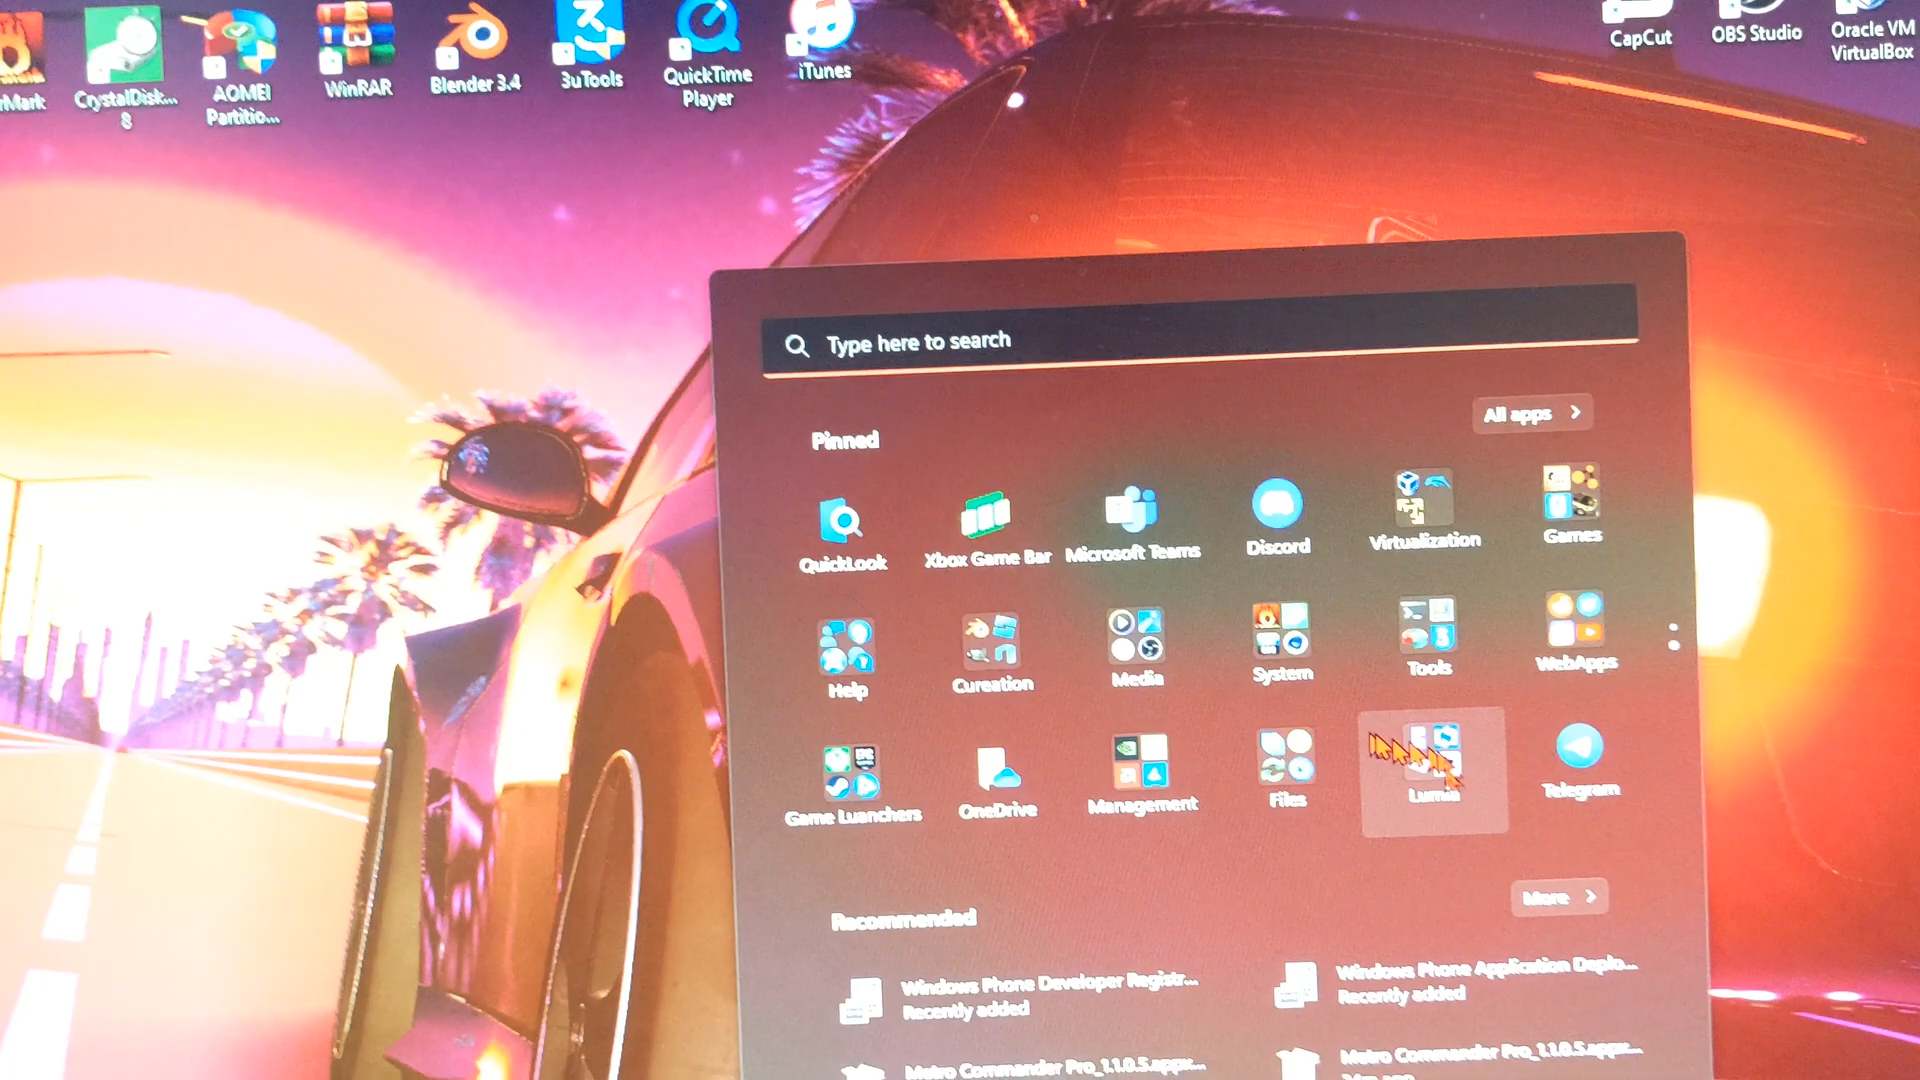 rMark
CrystalDisk...
8
AOMEI
Partitio...
WinRAR
Blender 3.4
3uTools
QuickTime
Player
iTunes
CapCut
OBS Studio
Oracle VM
VirtualBox
Type here to search
All apps
Pinned
QuickLook
Xbox Game Bar
Microsoft Teams
Discord
Virtualization
Games
Help
Cureation
Media
System
Tools
WebApps
Game Luanchers
OneDrive
Management
Files
Lumia
Telegram
Recommended
More
Windows Phone Developer Registr...
Recently added
Windows Phone Application Deplo...
Recently added
Metro Commander Pro_1.1.0.5.appx...
Metro Commander Pro_1.1.0.5.appx...